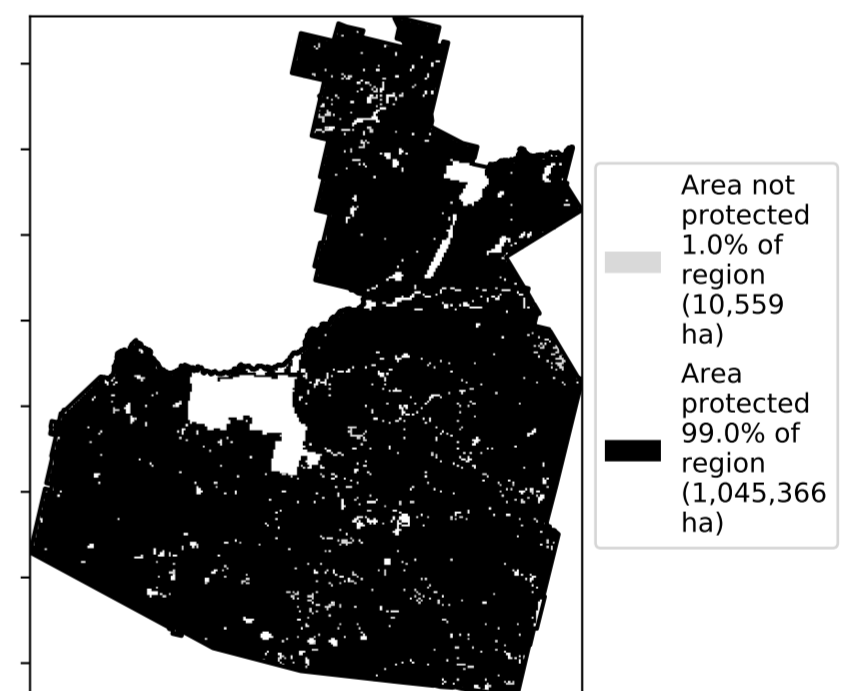 Area not
protected
1.0% of
region
(10,559
ha)
Area
protected
99.0% of
region
(1,045,366
ha)